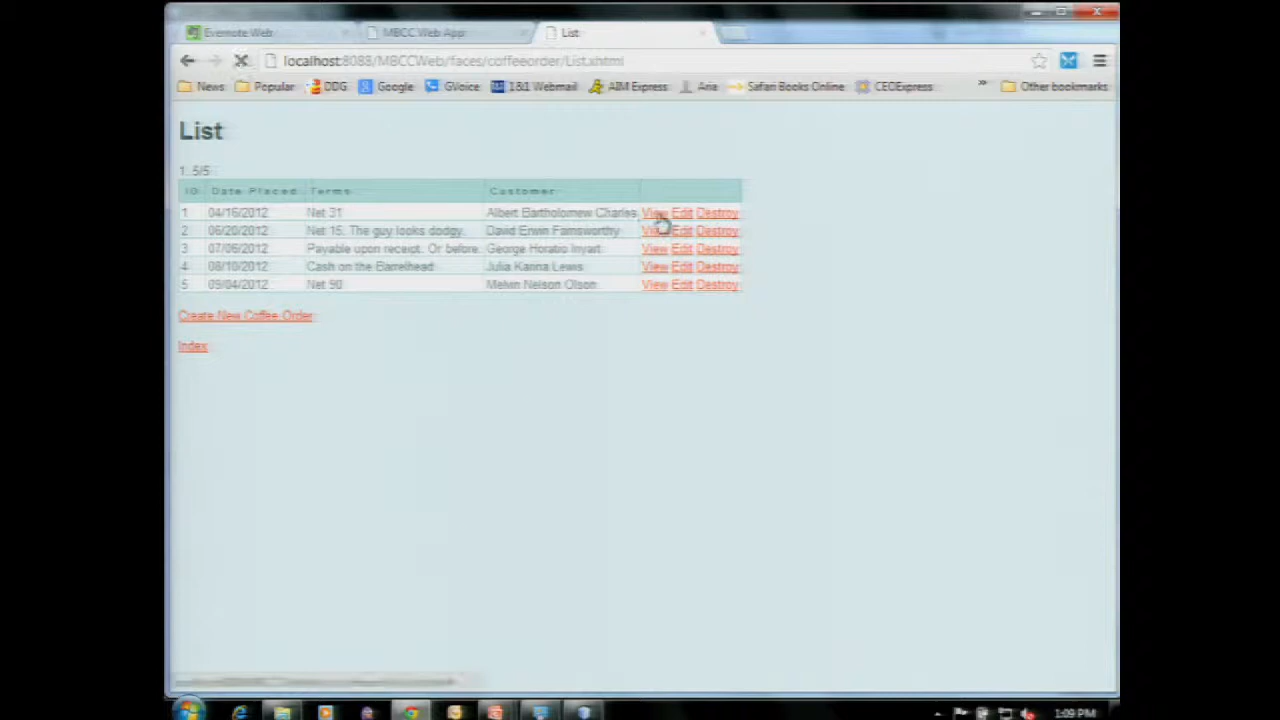 Evernote Web
MBCC Web App
List
localhost:8088/MBCCWeb/faces/coffeeorder/List.xhtml
News Popular DDG Google GVoice 1&1 Webmail AIM Express Aria Safari Books Online CEOExpress » Other bookmarks
List
1..5/5
ID Date Placed Terms Customer
1 04/16/2012 Net 31 Albert Bartholomew Charles View Edit Destroy
2 06/20/2012 Net 15. The guy looks dodgy. David Erwin Farnsworthy View Edit Destroy
3 07/06/2012 Payable upon receipt. Or before. George Horatio Inyart View Edit Destroy
4 08/10/2012 Cash on the Barrelhead Julia Karina Lewis View Edit Destroy
5 09/04/2012 Net 90 Melvin Nelson Olson View Edit Destroy
Create New Coffee Order
Index
1:09 PM